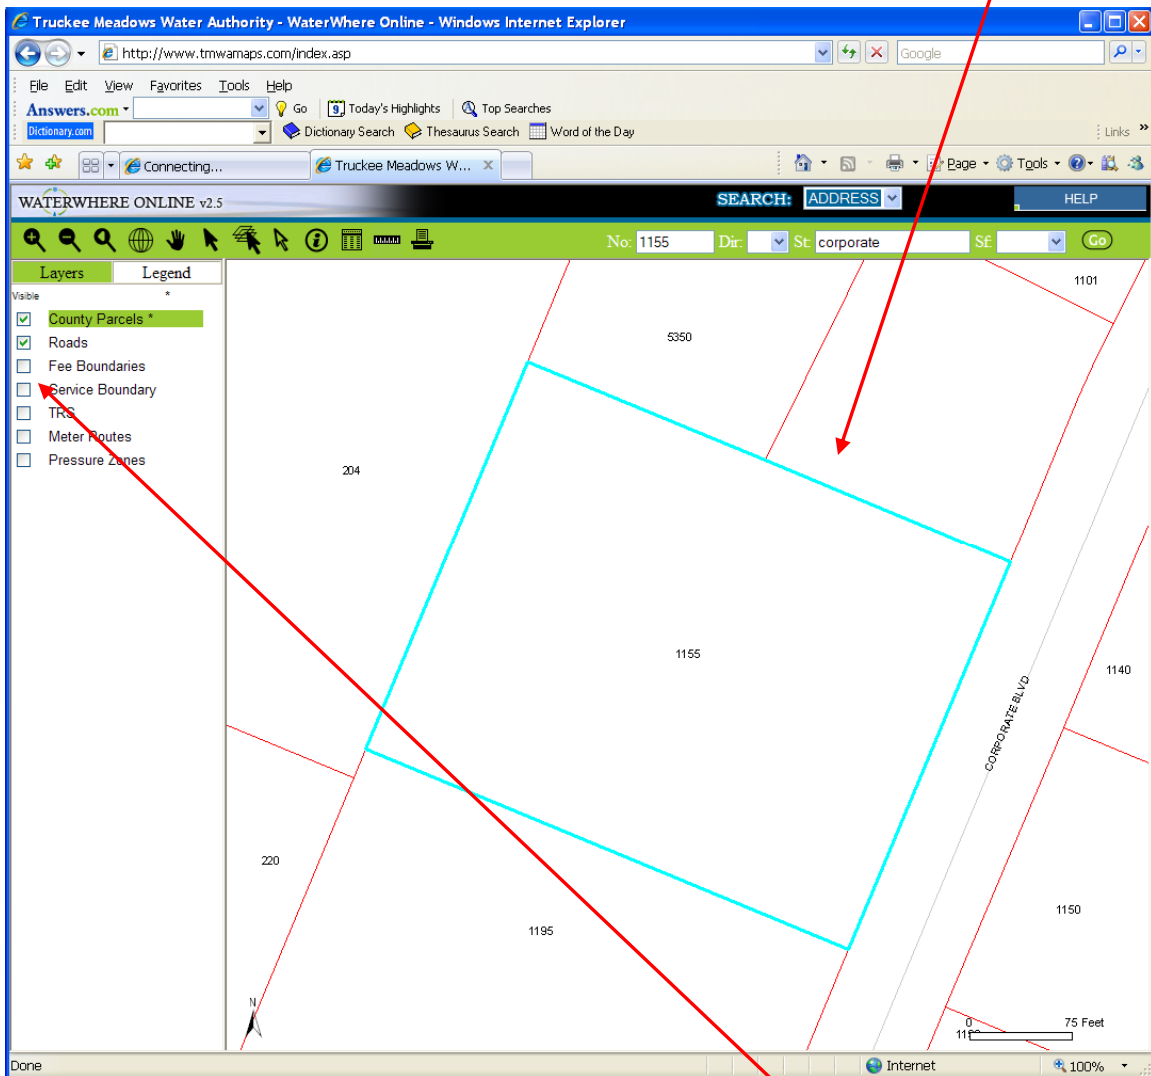 Truckee Meadows Water Authority - WaterWhere Online - Windows Internet Explorer
http://www.tmwamaps.com/index.asp
Google
File Edit View Favorites Tools Help
Answers.com Go 9 Today's Highlights Top Searches
Dictionary.com Dictionary Search Thesaurus Search Word of the Day Links »
Connecting... Truckee Meadows W... X Page Tools
WATERWHERE ONLINE v2.5 SEARCH: ADDRESS HELP
No: 1155 Dir: St: corporate Sf: Go
Layers Legend
Visible *
County Parcels *
Roads
Fee Boundaries
Service Boundary
TRS
Meter Routes
Pressure Zones
1101
5350
204
1155
1140
CORPORATE BLVD
220
1150
1195
N
0 75 Feet
Done Internet 100%